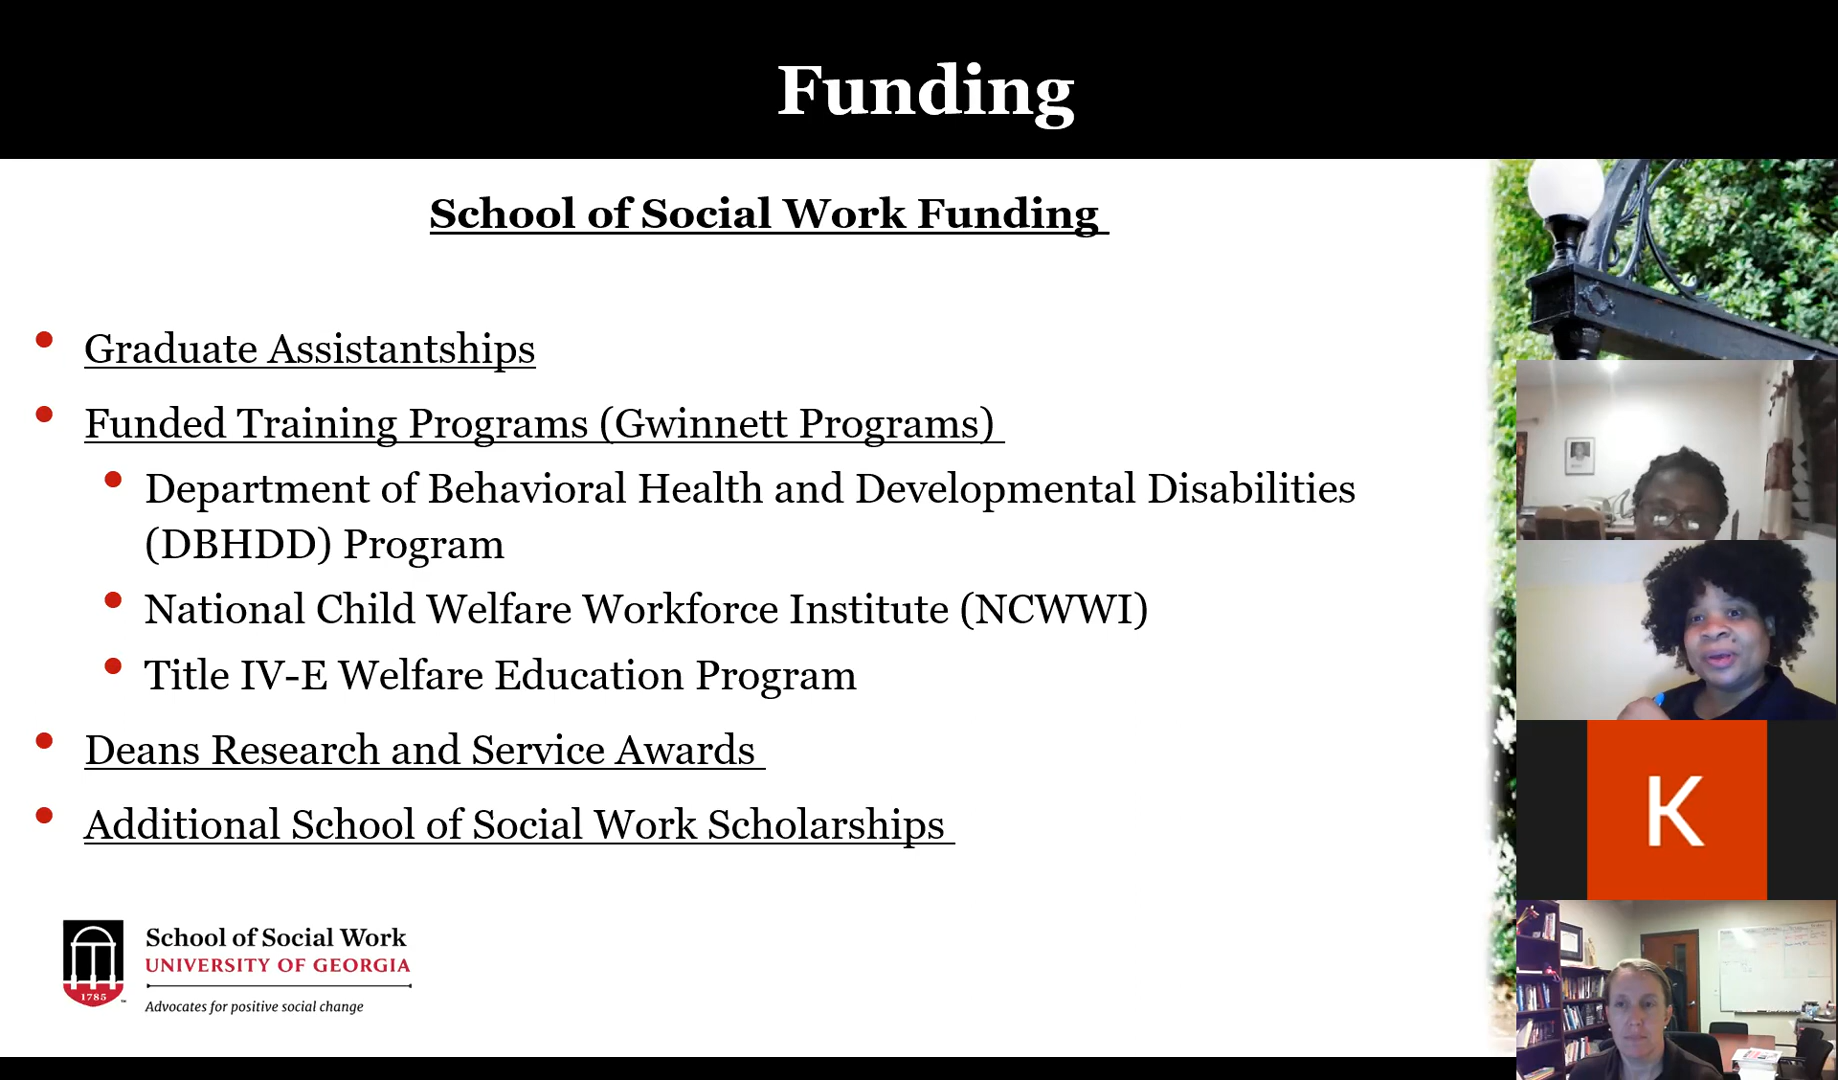 Funding
School of Social Work Funding
Graduate Assistantships
Funded Training Programs (Gwinnett Programs)
Department of Behavioral Health and Developmental Disabilities
(DBHDD) Program
National Child Welfare Workforce Institute (NCWWI)
Title IV-E Welfare Education Program
Deans Research and Service Awards
Additional School of Social Work Scholarships
K
1785
School of Social Work
UNIVERSITY OF GEORGIA
Advocates for positive social change